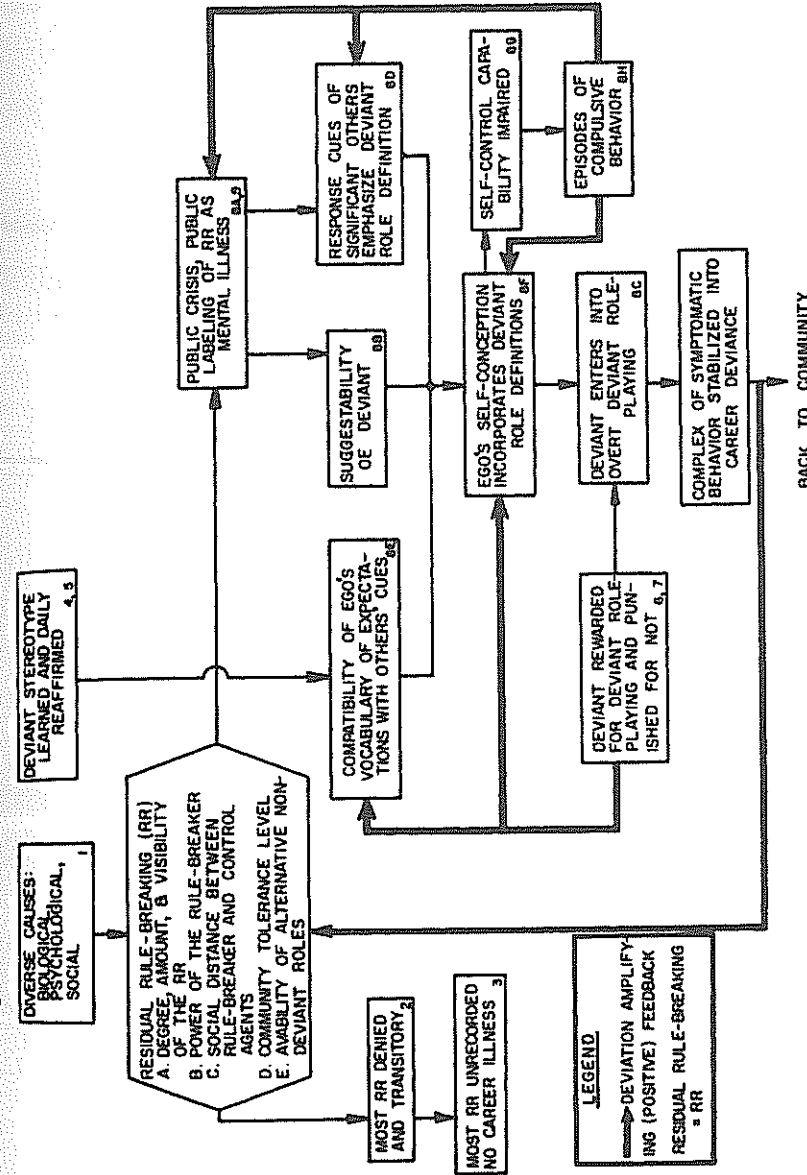 DIVERSE CAUSES:
BIOLOGICAL,
PSYCHOLOGICAL,
SOCIAL
1
DEVIANT STEREOTYPE
LEARNED AND DAILY
REAFFIRMED
4, 5
RESIDUAL RULE-BREAKING (RR)
A. DEGREE, AMOUNT, & VISIBILITY
OF THE RR
B. POWER OF THE RULE-BREAKER
C. SOCIAL DISTANCE BETWEEN
RULE-BREAKER AND CONTROL
AGENTS
D. COMMUNITY TOLERANCE LEVEL
E. AVABILITY OF ALTERNATIVE NON-
DEVIANT ROLES
PUBLIC CRISIS, PUBLIC
LABELING OF RR AS
MENTAL ILLNESS
8A,9
MOST RR DENIED
AND TRANSITORY
2
MOST RR UNRECORDED
NO CAREER ILLNESS
3
COMPATIBILITY OF EGO'S
VOCABULARY OF EXPECTA-
TIONS WITH OTHERS' CUES
8E
SUGGESTABILITY
OE DEVIANT
8B
RESPONSE CUES OF
SIGNIFICANT OTHERS
EMPHASIZE DEVIANT
ROLE DEFINITION
8D
EGO'S SELF-CONCEPTION
INCORPORATES DEVIANT
ROLE DEFINITIONS
8F
SELF-CONTROL CAPA-
BILITY IMPAIRED
8G
EPISODES OF
COMPULSIVE
BEHAVIOR
8H
DEVIANT REWARDED
FOR DEVIANT ROLE
PLAYING AND PUN-
ISHED FOR NOT
6, 7
DEVIANT ENTERS INTO
OVERT DEVIANT ROLE-
PLAYING
8C
COMPLEX OF SYMPTOMATIC
BEHAVIOR STABILIZED INTO
CAREER DEVIANCE
BACK TO COMMUNITY
LEGEND
DEVIATION AMPLIFY-
ING (POSITIVE) FEEDBACK
RESIDUAL RULE-BREAKING
= RR